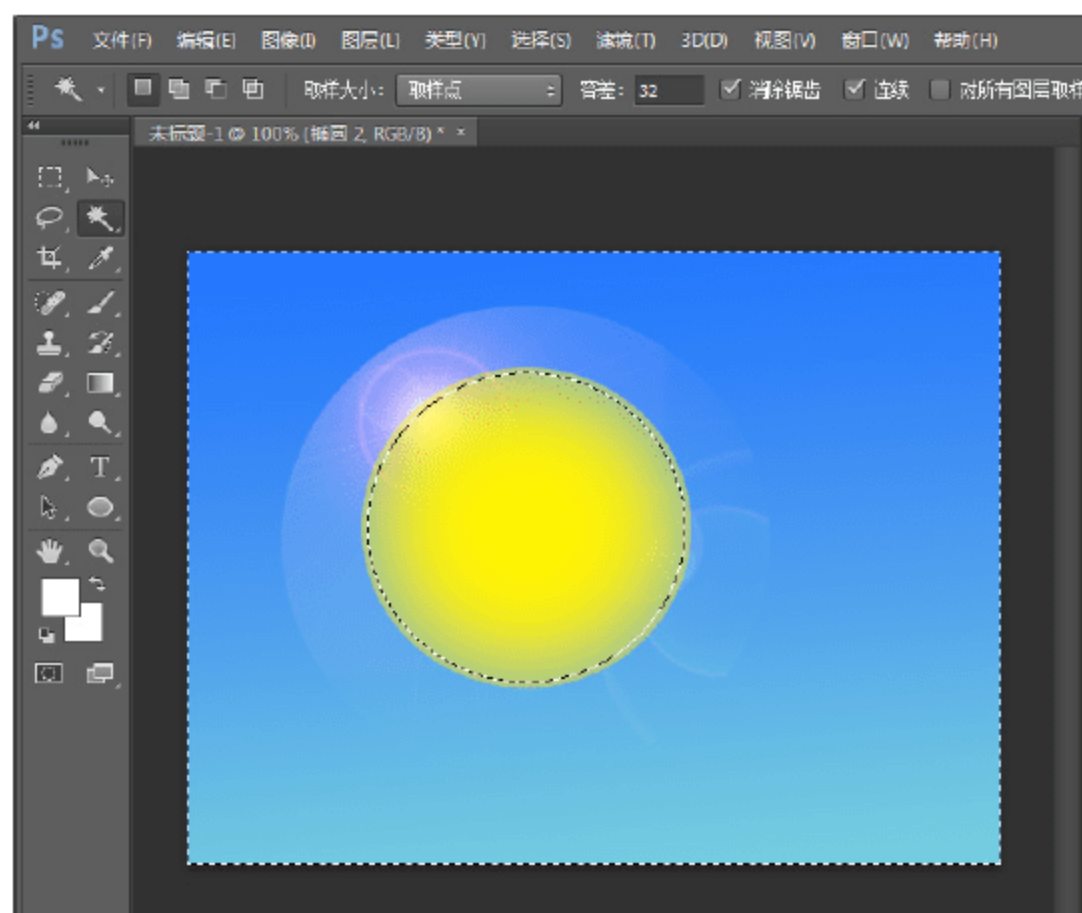 Ps 文件(F) 编辑(E) 图像(I) 图层(L) 类型(Y) 选择(S) 滤镜(T) 3D(D) 视图(V) 窗口(W) 帮助(H)
取样大小: 取样点 容差: 32 消除锯齿 连续 对所有图层取样
未标题-1 @ 100% (椭圆 2, RGB/8) * ×
T